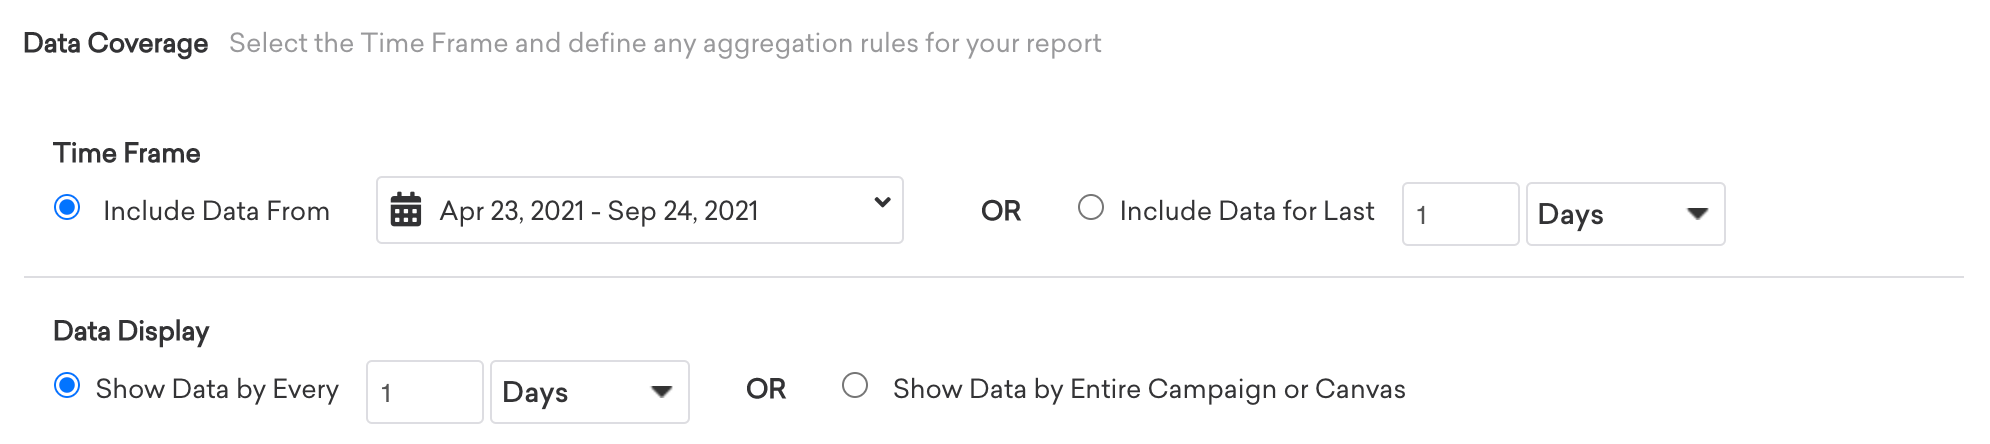 Data Coverage Select the Time Frame and define any aggregation rules for your report
Time Frame
Include Data From Apr 23, 2021 - Sep 24, 2021 OR Include Data for Last 1 Days
Data Display
Show Data by Every 1 Days OR Show Data by Entire Campaign or Canvas